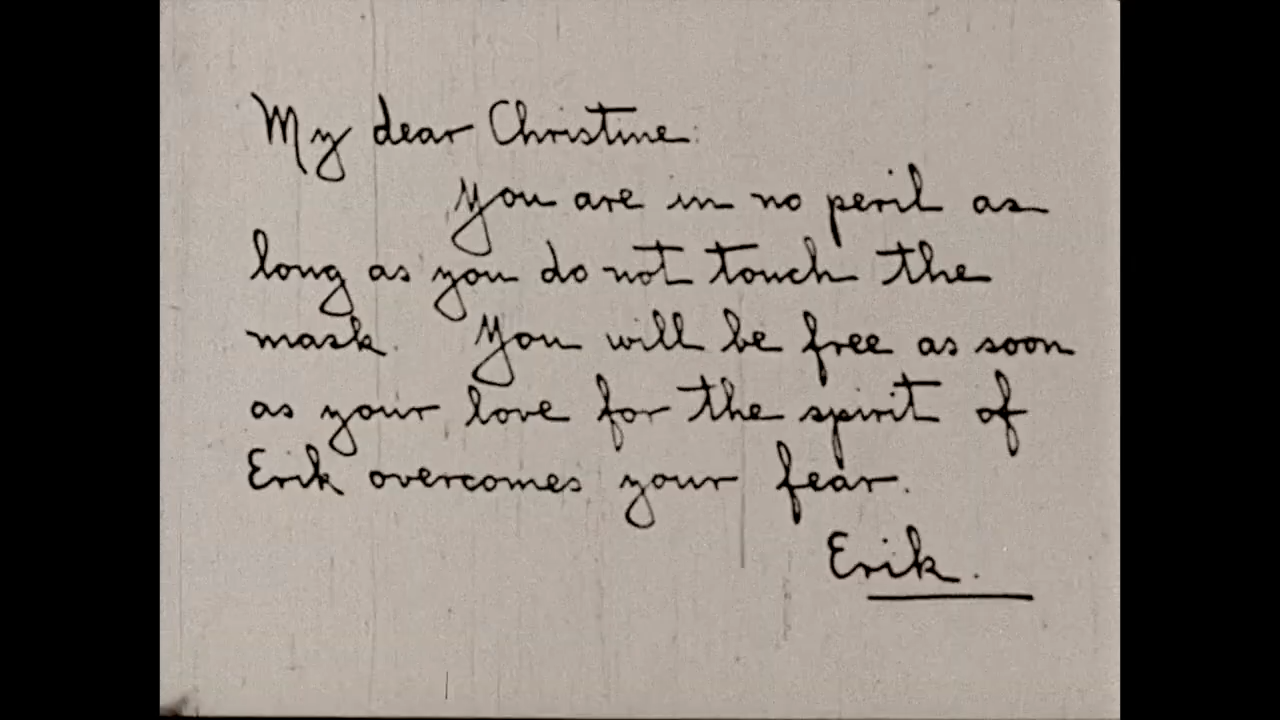 My dear Christine:
You are in no peril as
long as you do not touch the
mask. You will be free as soon
as your love for the spirit of
Erik overcomes your fear.
Erik.